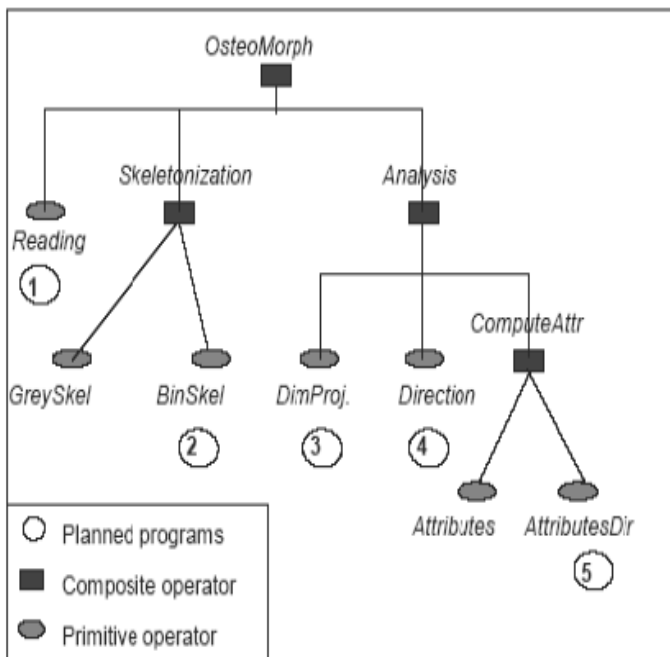 OsteoMorph
Skeletonization
Analysis
Reading
1
ComputeAttr
GreySkel
BinSkel
DimProj.
Direction
2
3
4
Attributes
AttributesDir
5
Planned programs
Composite operator
Primitive operator